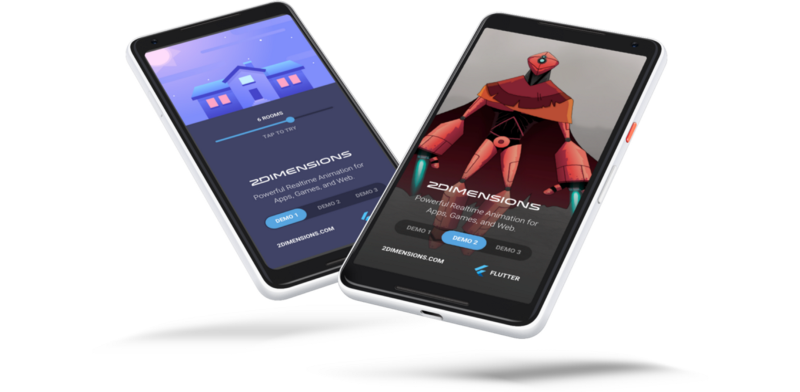 6 ROOMS
TAP TO TRY
2DIMENSIONS
Powerful Realtime Animation for
Apps, Games, and Web.
DEMO 1 DEMO 2 DEMO 3
2DIMENSIONS.COM
2DIMENSIONS
Powerful Realtime Animation for
Apps, Games, and Web.
DEMO 1 DEMO 2 DEMO 3
2DIMENSIONS.COM
FLUTTER